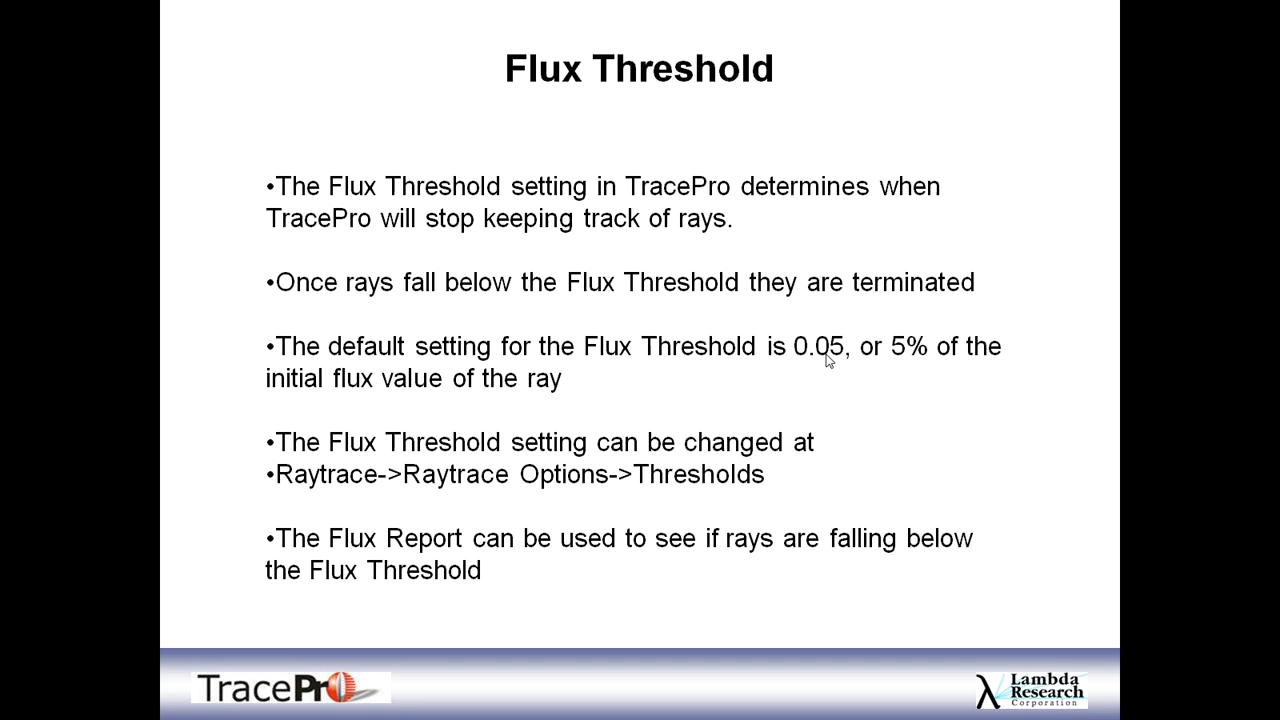 Flux Threshold
•The Flux Threshold setting in TracePro determines when
TracePro will stop keeping track of rays.
•Once rays fall below the Flux Threshold they are terminated
•The default setting for the Flux Threshold is 0.05, or 5% of the
initial flux value of the ray
•The Flux Threshold setting can be changed at
•Raytrace->Raytrace Options->Thresholds
•The Flux Report can be used to see if rays are falling below
the Flux Threshold
TracePro
λ Lambda
Research
Corporation